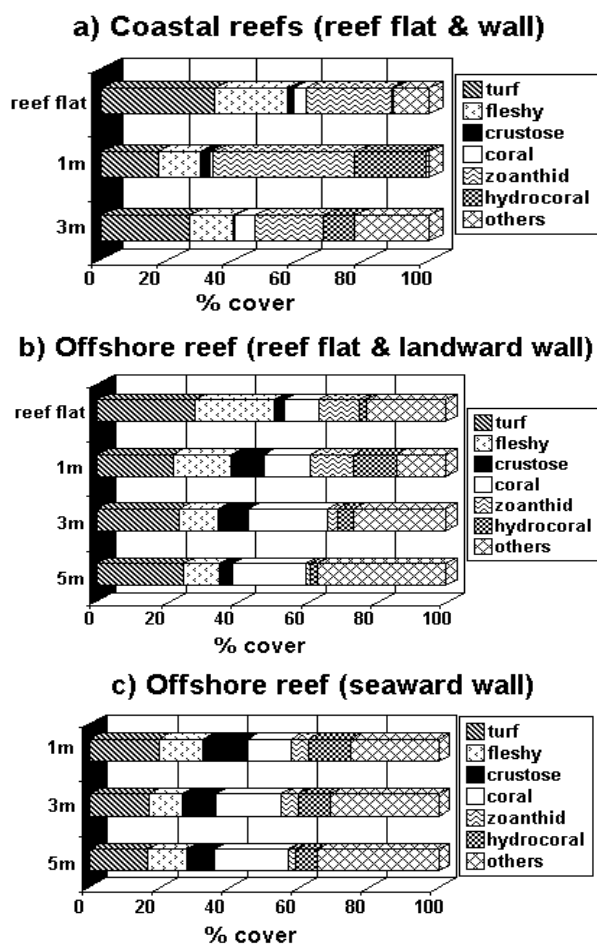 a) Coastal reefs (reef flat & wall)
reef flat
1m
3m
0 20 40 60 80 100
% cover
turf
fleshy
crustose
coral
zoanthid
hydrocoral
others
b) Offshore reef (reef flat & landward wall)
reef flat
1m
3m
5m
0 20 40 60 80 100
% cover
turf
fleshy
crustose
coral
zoanthid
hydrocoral
others
c) Offshore reef (seaward wall)
1m
3m
5m
0 20 40 60 80 100
% cover
turf
fleshy
crustose
coral
zoanthid
hydrocoral
others